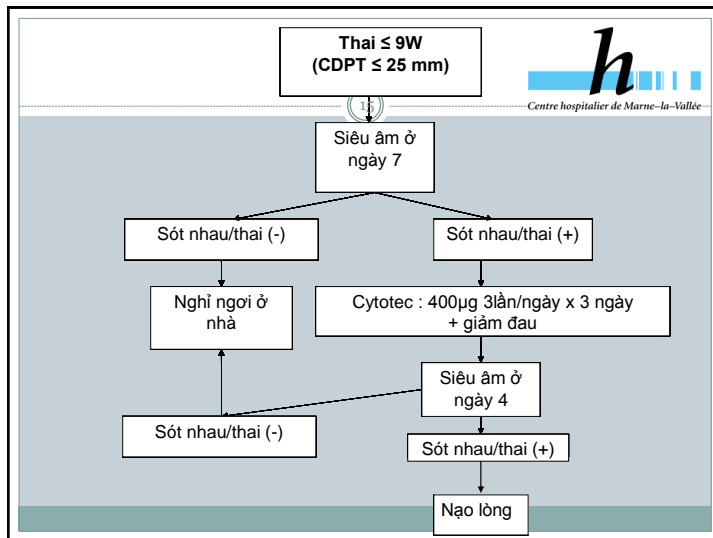 Thai ≤ 9W
(CDPT ≤ 25 mm)
h
Centre hospitalier de Marne-la-Vallée
15
Siêu âm ở
ngày 7
Sót nhau/thai (-)
Sót nhau/thai (+)
Nghỉ ngơi ở
nhà
Cytotec : 400µg 3lần/ngày x 3 ngày
+ giảm đau
Siêu âm ở
ngày 4
Sót nhau/thai (-)
Sót nhau/thai (+)
Nạo lòng